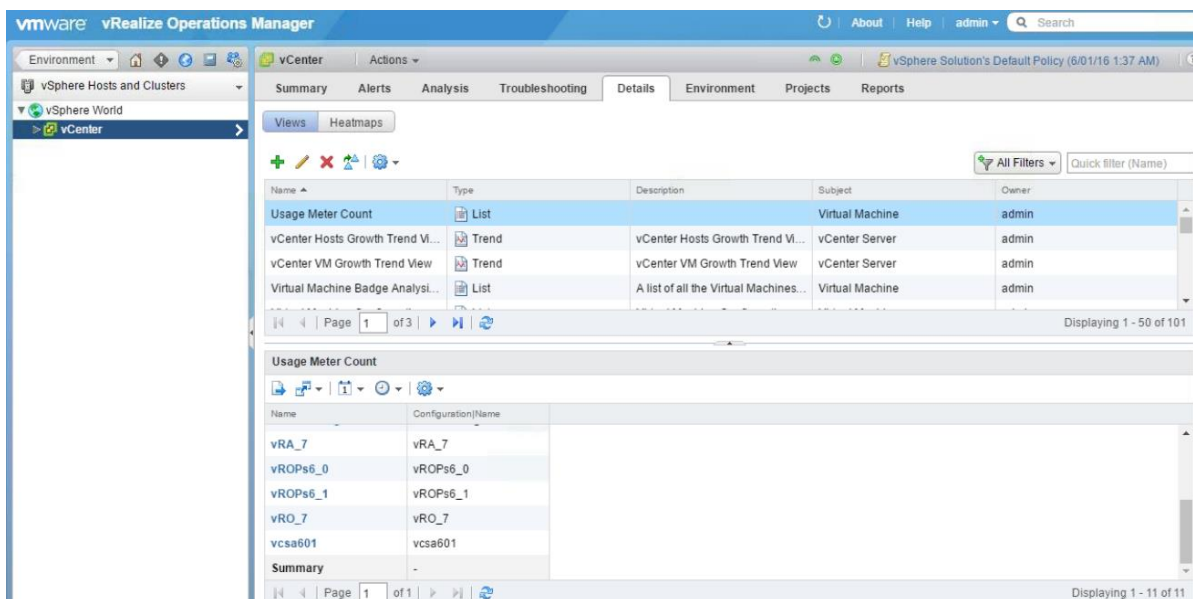 vmware vRealize Operations Manager About Help admin Search
Environment vCenter Actions vSphere Solution's Default Policy (6/01/16 1:37 AM)
vSphere Hosts and Clusters Summary Alerts Analysis Troubleshooting Details Environment Projects Reports
vSphere World
vCenter
Views Heatmaps
All Filters Quick filter (Name)
Name Type Description Subject Owner
Usage Meter Count List Virtual Machine admin
vCenter Hosts Growth Trend Vi... Trend vCenter Hosts Growth Trend Vi... vCenter Server admin
vCenter VM Growth Trend View Trend vCenter VM Growth Trend View vCenter Server admin
Virtual Machine Badge Analysi... List A list of all the Virtual Machines... Virtual Machine admin
Page 1 of 3 Displaying 1 - 50 of 101
Usage Meter Count
1
Name Configuration|Name
vRA_7 vRA_7
vROPs6_0 vROPs6_0
vROPs6_1 vROPs6_1
vRO_7 vRO_7
vcsa601 vcsa601
Summary -
Page 1 of 1 Displaying 1 - 11 of 11